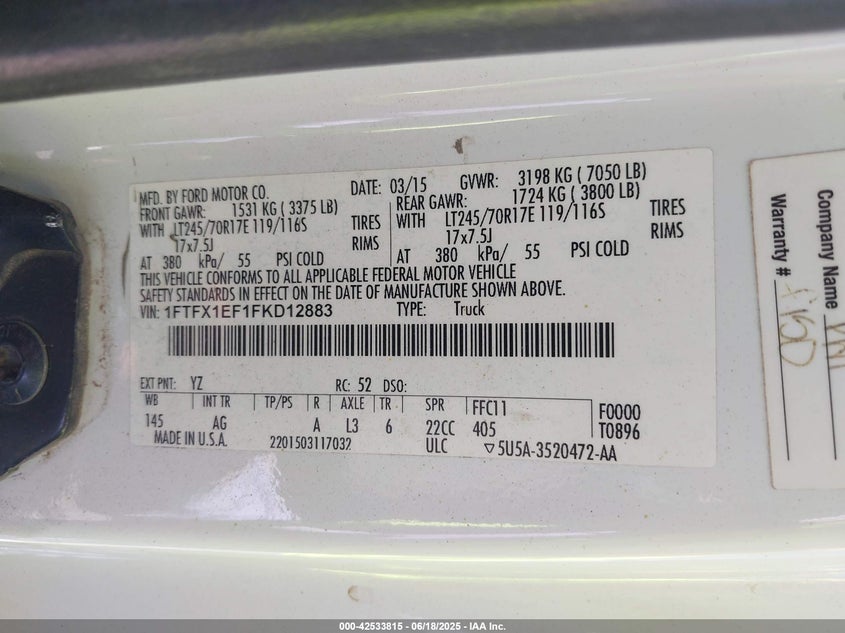 MFD. BY FORD MOTOR CO. DATE: 03/15 GVWR: 3198 KG ( 7050 LB)
FRONT GAWR: 1531 KG ( 3375 LB) REAR GAWR: 1724 KG ( 3800 LB)
WITH LT245/70R17E 119/116S TIRES WITH LT245/70R17E 119/116S TIRES
17x7.5J RIMS 17x7.5J RIMS
AT 380 kPa/ 55 PSI COLD AT 380 kPa/ 55 PSI COLD
THIS VEHICLE CONFORMS TO ALL APPLICABLE FEDERAL MOTOR VEHICLE
SAFETY STANDARDS IN EFFECT ON THE DATE OF MANUFACTURE SHOWN ABOVE.
VIN: 1FTFX1EF1FKD12883 TYPE: Truck
EXT PNT: YZ RC: 52 DSO:
WB INT TR TP/PS R AXLE TR SPR FFC11 F0000
145 AG A L3 6 22CC 405 T0896
MADE IN U.S.A. 2201503117032 ULC ▽5U5A-3520472-AA
Company Name
Warranty #
F150
000-42533815 - 06/18/2025 - IAA Inc.